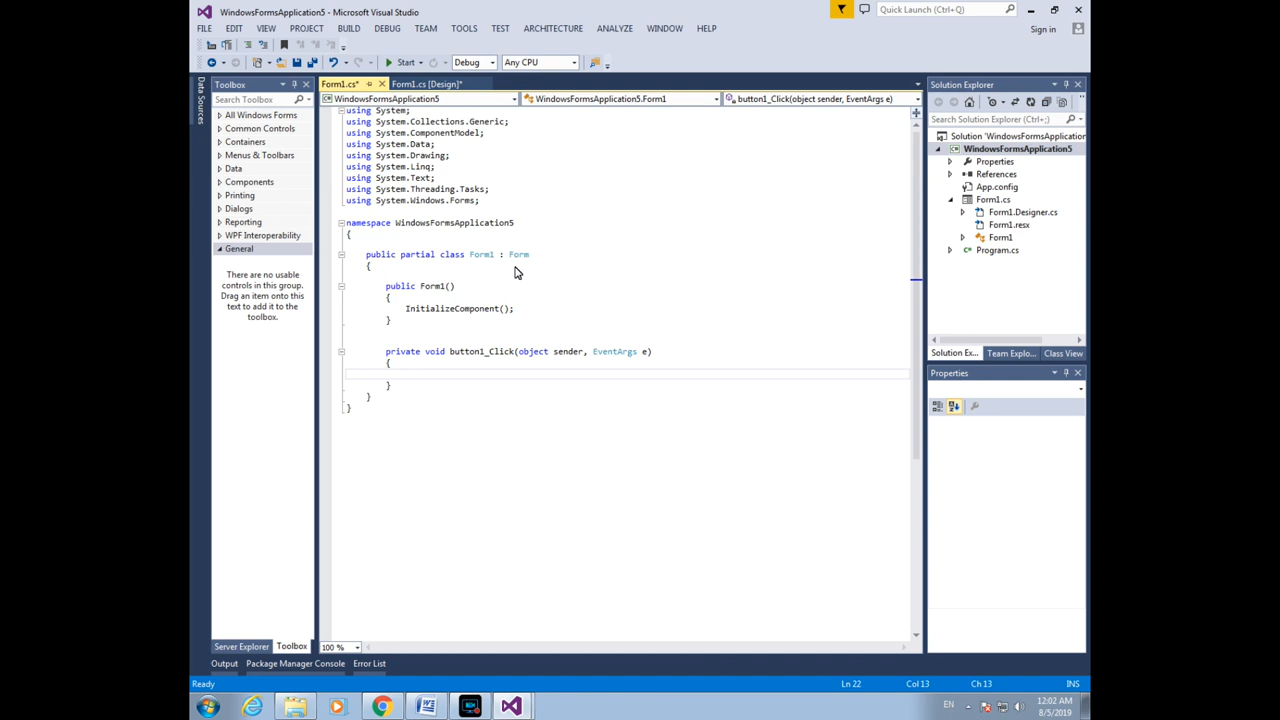 WindowsFormsApplication5 - Microsoft Visual Studio
Quick Launch (Ctrl+Q)
FILE EDIT VIEW PROJECT BUILD DEBUG TEAM TOOLS TEST ARCHITECTURE ANALYZE WINDOW HELP
Sign in
Start Debug Any CPU
Data Sources
Toolbox
Search Toolbox
All Windows Forms
Common Controls
Containers
Menus & Toolbars
Data
Components
Printing
Dialogs
Reporting
WPF Interoperability
General
There are no usable
controls in this group.
Drag an item onto this
text to add it to the
toolbox.
Server Explorer Toolbox
Form1.cs* Form1.cs [Design]*
WindowsFormsApplication5 WindowsFormsApplication5.Form1 button1_Click(object sender, EventArgs e)
using System;
using System.Collections.Generic;
using System.ComponentModel;
using System.Data;
using System.Drawing;
using System.Linq;
using System.Text;
using System.Threading.Tasks;
using System.Windows.Forms;
namespace WindowsFormsApplication5
{
public partial class Form1 : Form
{
public Form1()
{
InitializeComponent();
}
private void button1_Click(object sender, EventArgs e)
{
}
}
}
100 %
Solution Explorer
Search Solution Explorer (Ctrl+;)
Solution 'WindowsFormsApplication
WindowsFormsApplication5
Properties
References
App.config
Form1.cs
Form1.Designer.cs
Form1.resx
Form1
Program.cs
Solution Ex... Team Explo... Class View
Properties
Output Package Manager Console Error List
Ready Ln 22 Col 13 Ch 13 INS
EN 12:02 AM
8/5/2019